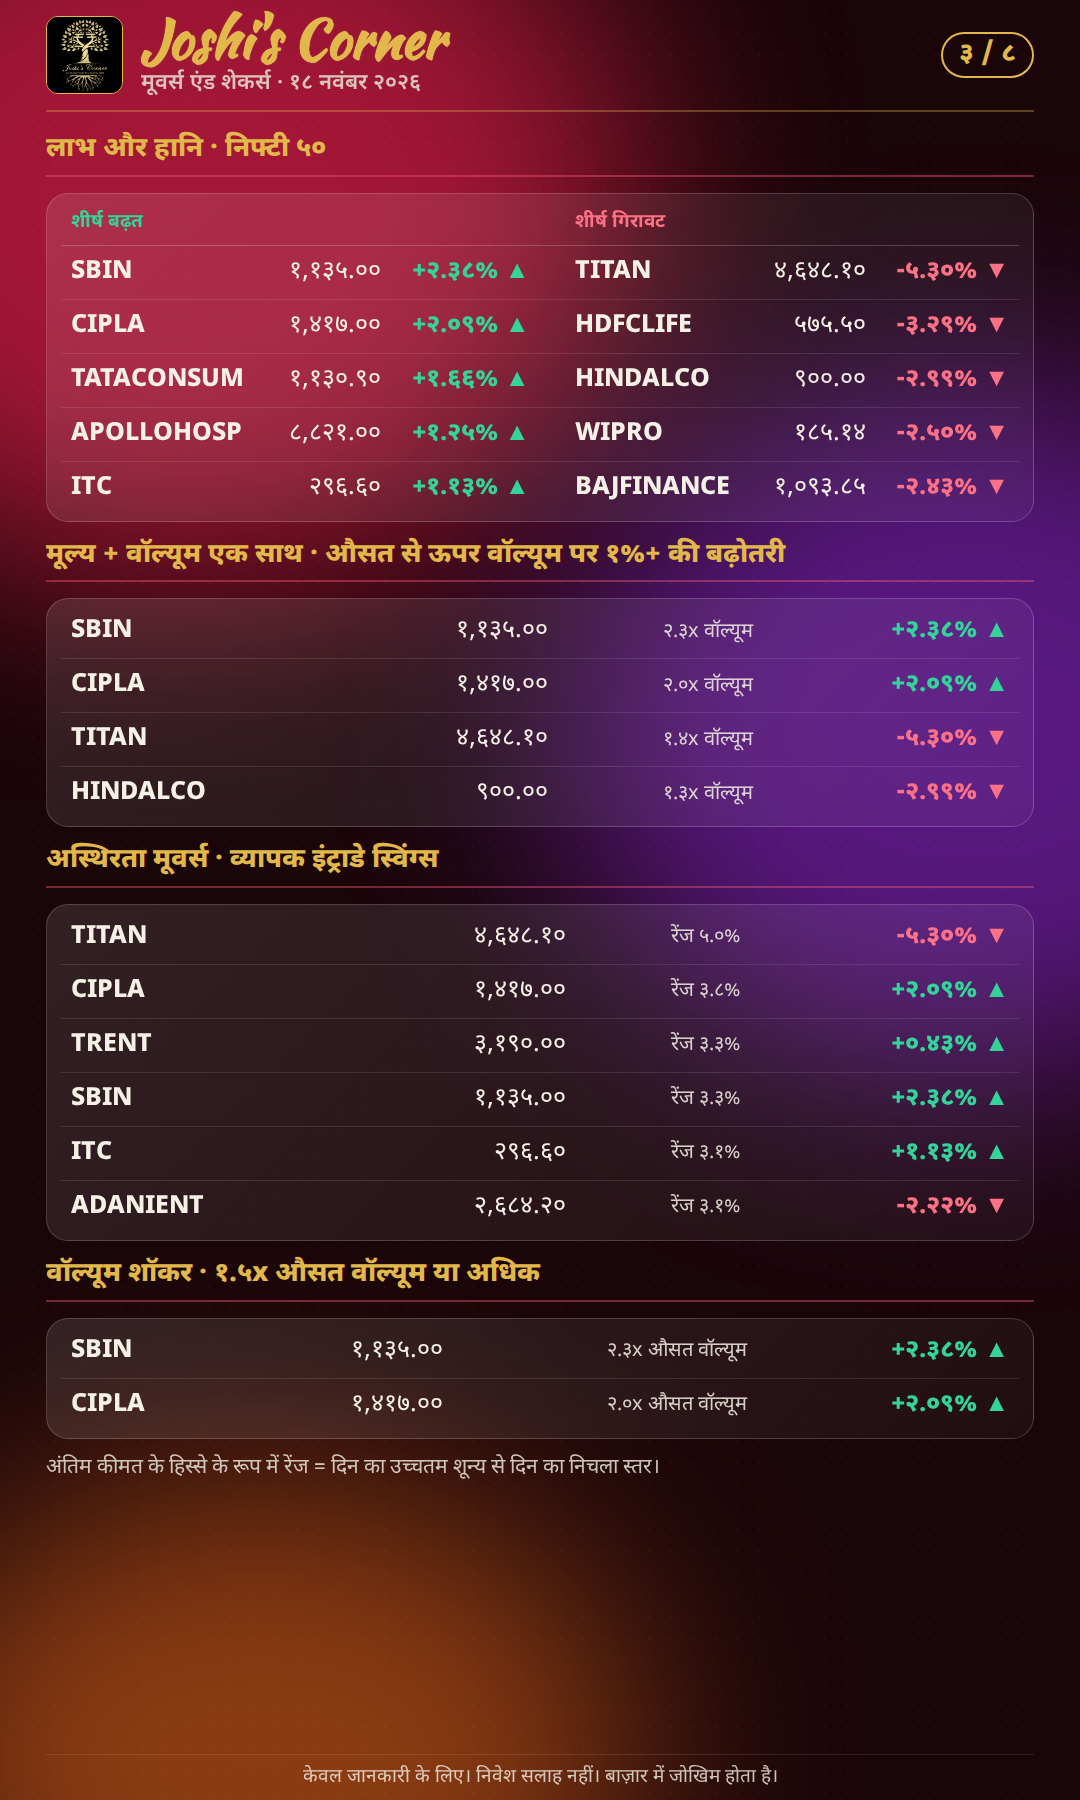 Joshi's Corner
Joshi's Corner
मूवर्स एंड शेकर्स · १८ नवंबर २०२६
३ / ८
लाभ और हानि · निफ्टी ५०
शीर्ष बढ़त शीर्ष गिरावट
SBIN १,१३५.०० +२.३८% ▲ TITAN ४,६४८.१० -५.३०% ▼
CIPLA १,४१७.०० +२.०९% ▲ HDFCLIFE ५७५.५० -३.२९% ▼
TATACONSUM १,१३०.९० +१.६६% ▲ HINDALCO ९००.०० -२.९९% ▼
APOLLOHOSP ८,८२१.०० +१.२५% ▲ WIPRO १८५.१४ -२.५०% ▼
ITC २९६.६० +१.१३% ▲ BAJFINANCE १,०९३.८५ -२.४३% ▼
मूल्य + वॉल्यूम एक साथ · औसत से ऊपर वॉल्यूम पर १%+ की बढ़ोतरी
SBIN १,१३५.०० २.३x वॉल्यूम +२.३८% ▲
CIPLA १,४१७.०० २.०x वॉल्यूम +२.०९% ▲
TITAN ४,६४८.१० १.४x वॉल्यूम -५.३०% ▼
HINDALCO ९००.०० १.३x वॉल्यूम -२.९९% ▼
अस्थिरता मूवर्स · व्यापक इंट्राडे स्विंग्स
TITAN ४,६४८.१० रेंज ५.०% -५.३०% ▼
CIPLA १,४१७.०० रेंज ३.८% +२.०९% ▲
TRENT ३,१९०.०० रेंज ३.३% +०.४३% ▲
SBIN १,१३५.०० रेंज ३.३% +२.३८% ▲
ITC २९६.६० रेंज ३.१% +१.१३% ▲
ADANIENT २,६८४.२० रेंज ३.१% -२.२२% ▼
वॉल्यूम शॉकर · १.५x औसत वॉल्यूम या अधिक
SBIN १,१३५.०० २.३x औसत वॉल्यूम +२.३८% ▲
CIPLA १,४१७.०० २.०x औसत वॉल्यूम +२.०९% ▲
अंतिम कीमत के हिस्से के रूप में रेंज = दिन का उच्चतम शून्य से दिन का निचला स्तर।
केवल जानकारी के लिए। निवेश सलाह नहीं। बाज़ार में जोखिम होता है।